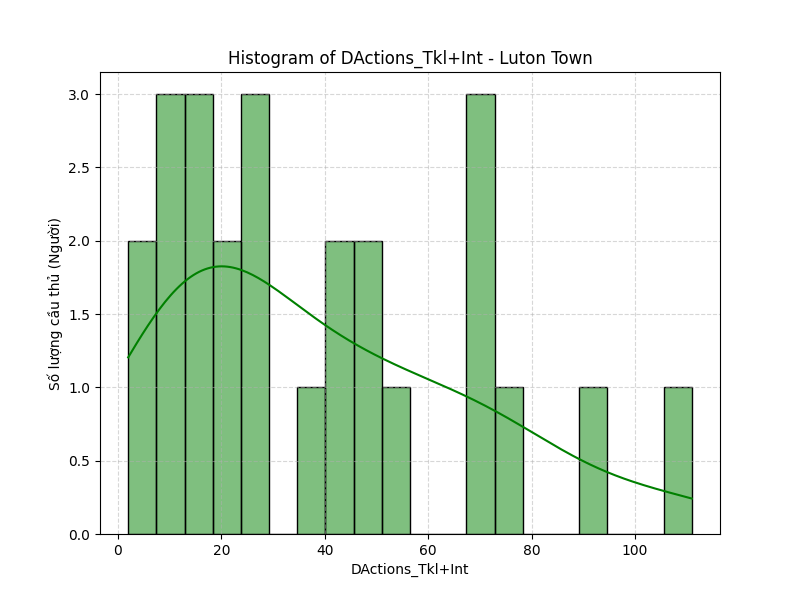 Histogram of DActions_Tkl+Int - Luton Town
Số lượng cầu thủ (Người)
3.0
2.5
2.0
1.5
1.0
0.5
0.0
0 20 40 60 80 100
DActions_Tkl+Int